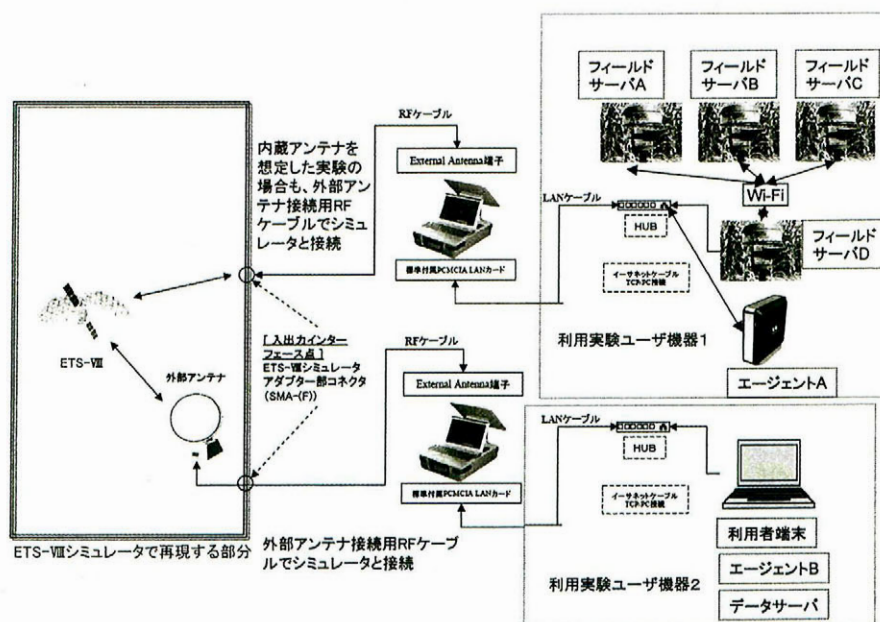 フィールド
サーバA
フィールド
サーバB
フィールド
サーバC
Wi-Fi
フィールド
サーバD
LANケーブル
HUB
イーサネットケーブル
TCP-PC接続
利用実験ユーザ機器1
エージェントA
RFケーブル
External Antenna端子
標準付属PCMCIA LANカード
内蔵アンテナを
想定した実験の
場合も、外部アン
テナ接続用RF
ケーブルでシミュ
レータと接続
ETS-Ⅷ
外部アンテナ
[ 入出力インター
フェース点 ]
ETS-Ⅷシミュレータ
アダプター部コネクタ
(SMA-(F))
RFケーブル
External Antenna端子
標準付属PCMCIA LANカード
LANケーブル
HUB
イーサネットケーブル
TCP-PC接続
利用者端末
エージェントB
データサーバ
利用実験ユーザ機器2
ETS-Ⅷシミュレータで再現する部分
外部アンテナ接続用RFケーブ
ルでシミュレータと接続